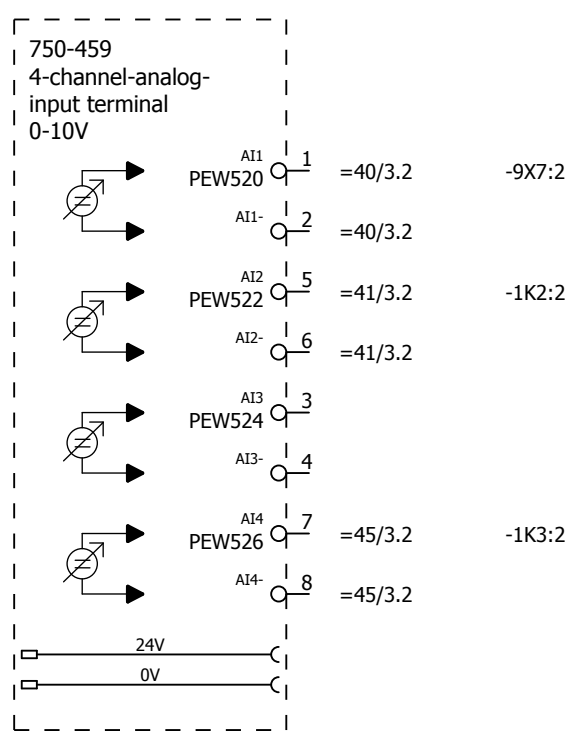 750-459
4-channel-analog-
input terminal
0-10V
AI1
PEW520 1 =40/3.2 -9X7:2
AI1- 2 =40/3.2
AI2
PEW522 5 =41/3.2 -1K2:2
AI2- 6 =41/3.2
AI3
PEW524 3
AI3- 4
AI4
PEW526 7 =45/3.2 -1K3:2
AI4- 8 =45/3.2
24V
0V